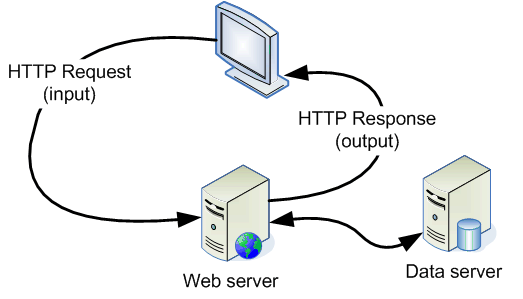 HTTP Request
(input)
HTTP Response
(output)
Web server
Data server